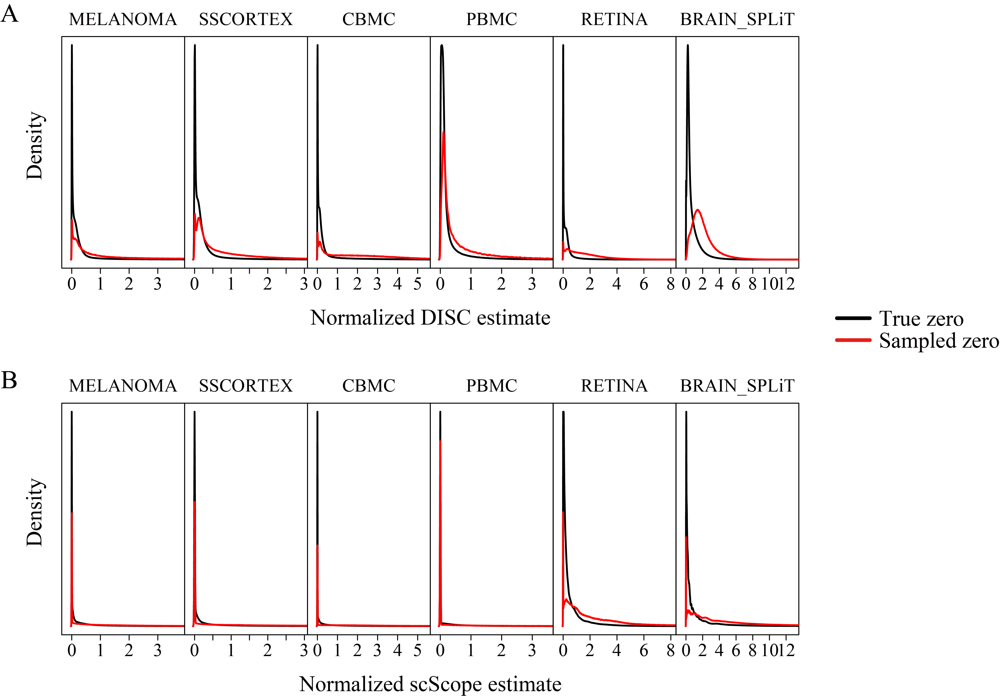 A
MELANOMA SSCORTEX CBMC PBMC RETINA BRAIN_SPLiT
Density
0 1 2 3 0 1 2 3 0 1 2 3 4 5 0 1 2 3 0 2 4 6 8 0 2 4 6 8 10 12
Normalized DISC estimate
True zero
Sampled zero
B
MELANOMA SSCORTEX CBMC PBMC RETINA BRAIN_SPLiT
Density
0 1 2 3 0 1 2 3 0 1 2 3 4 5 0 1 2 3 0 2 4 6 8 0 2 4 6 8 10 12
Normalized scScope estimate